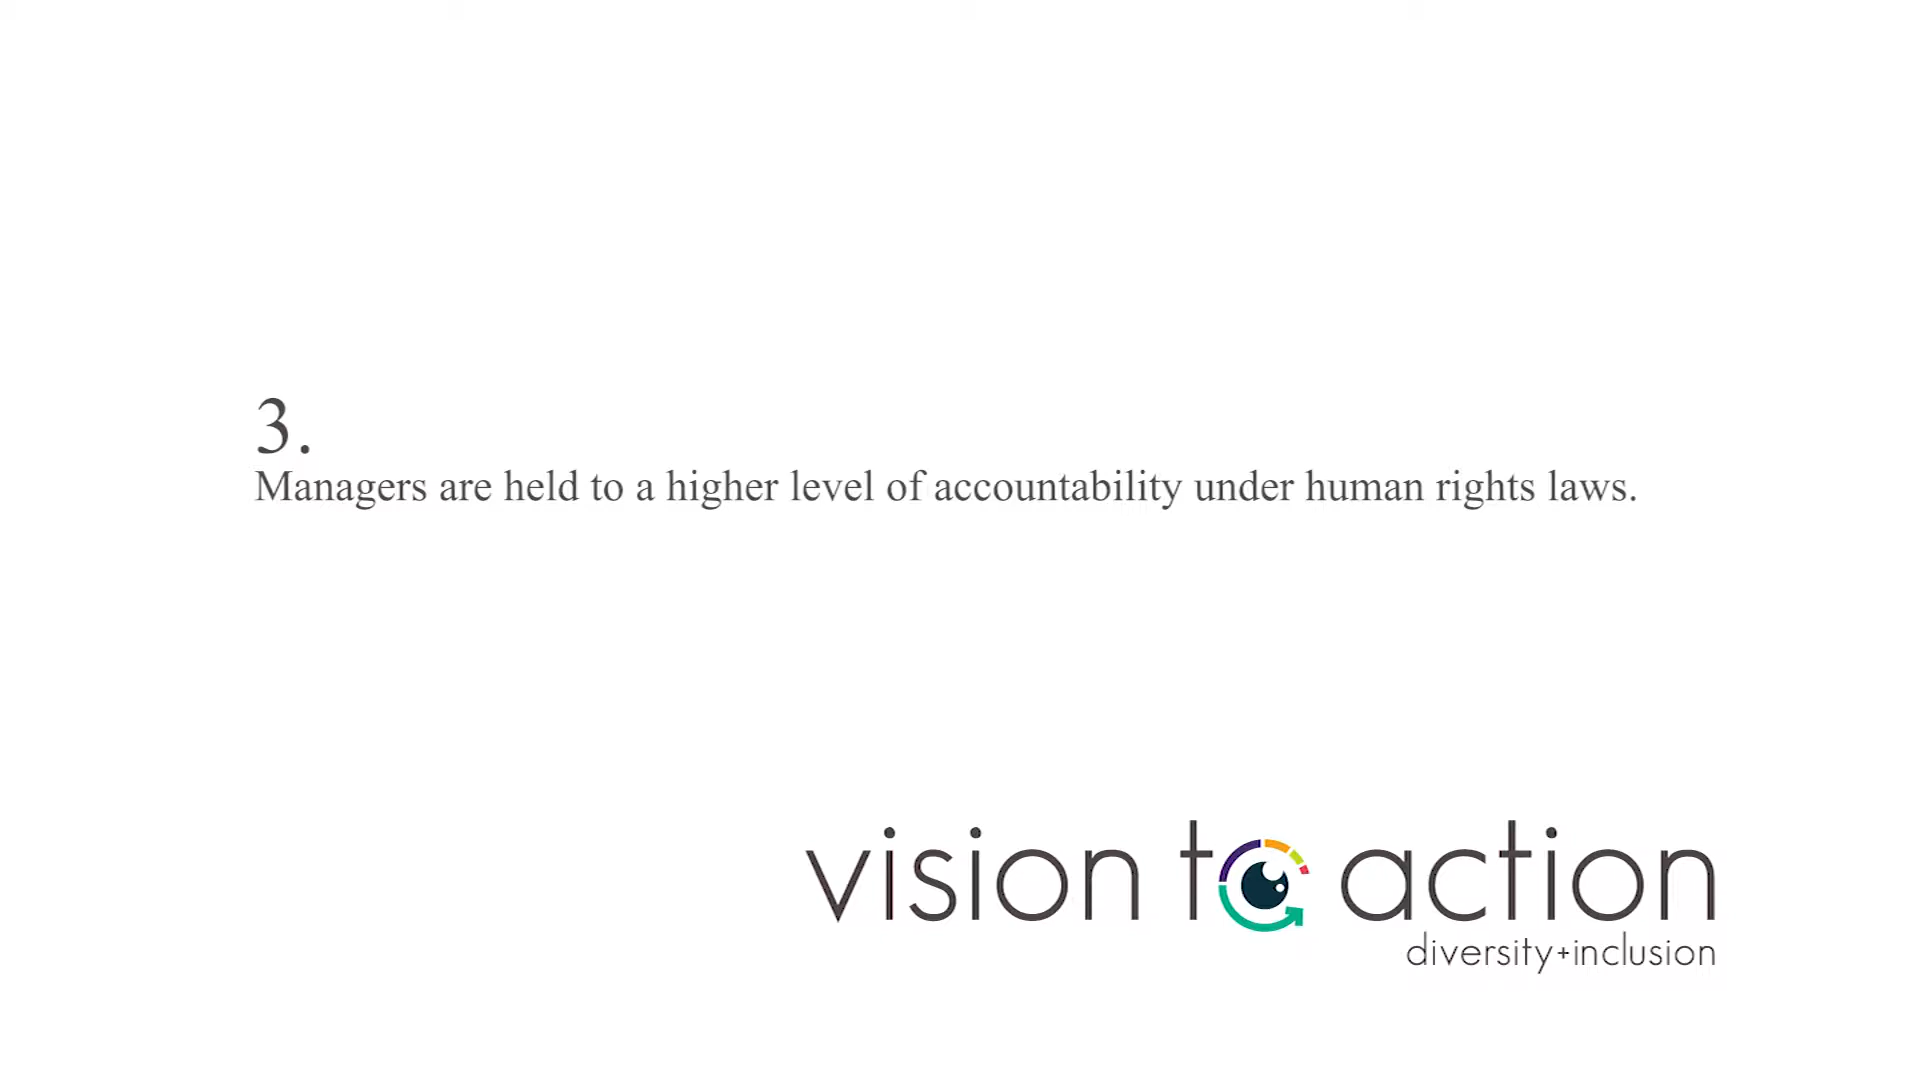 3.
Managers are held to a higher level of accountability under human rights laws.
vision to action
diversity+inclusion